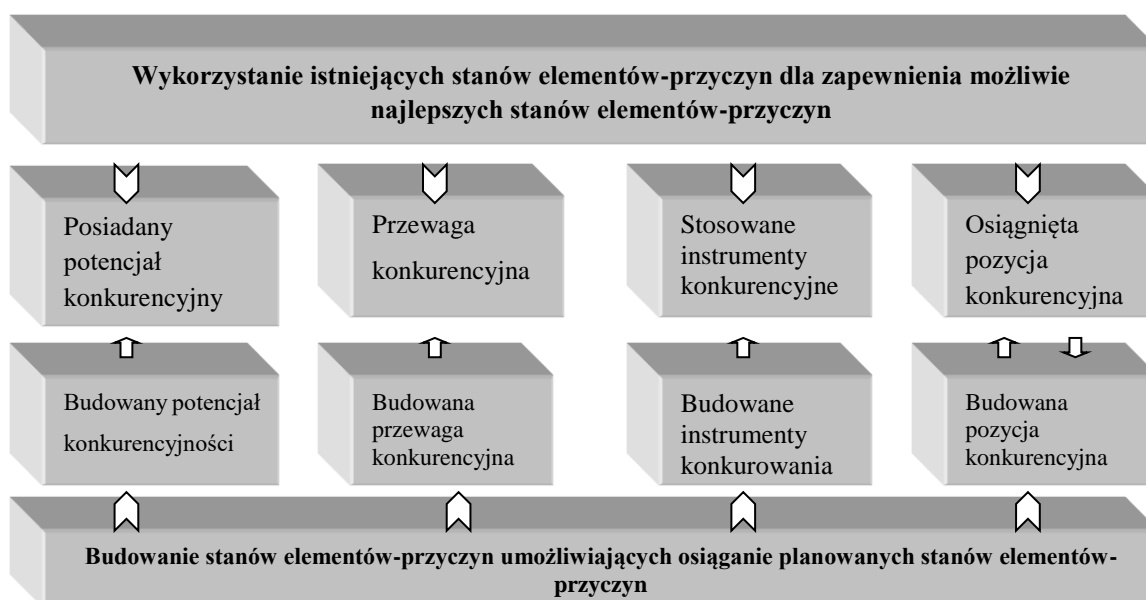 Wykorzystanie istniejących stanów elementów-przyczyn dla zapewnienia możliwie
najlepszych stanów elementów-przyczyn
Posiadany
potencjał
konkurencyjny
Przewaga
konkurencyjna
Stosowane
instrumenty
konkurencyjne
Osiągnięta
pozycja
konkurencyjna
Budowany potencjał
konkurencyjności
Budowana
przewaga
konkurencyjna
Budowane
instrumenty
konkurowania
Budowana
pozycja
konkurencyjna
Budowanie stanów elementów-przyczyn umożliwiających osiąganie planowanych stanów elementów-
przyczyn